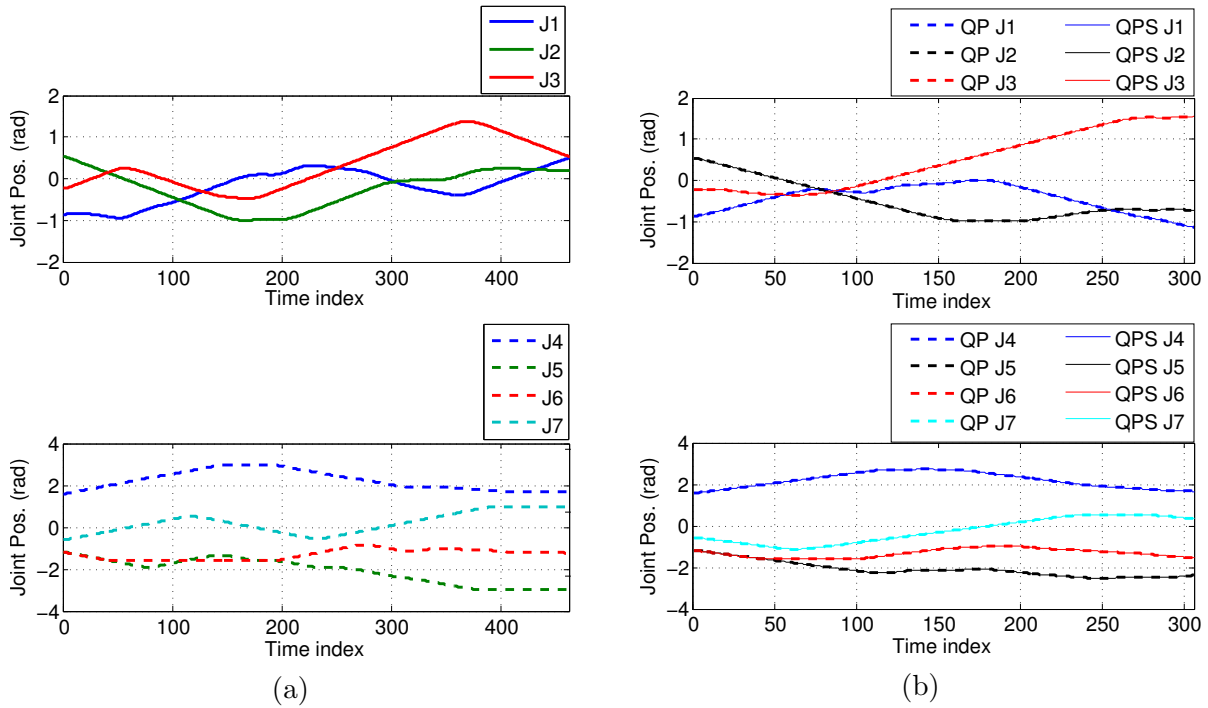 J1
J2
J3
Joint Pos. (rad)
2
1
0
−1
−2
0 100 200 300 400
Time index
J4
J5
J6
J7
Joint Pos. (rad)
4
2
0
−2
−4
0 100 200 300 400
Time index
(a)
QP J1 QPS J1
QP J2 QPS J2
QP J3 QPS J3
Joint Pos. (rad)
2
1
0
−1
−2
0 50 100 150 200 250 300
Time index
QP J4 QPS J4
QP J5 QPS J5
QP J6 QPS J6
QP J7 QPS J7
Joint Pos. (rad)
4
2
0
−2
−4
0 50 100 150 200 250 300
Time index
(b)